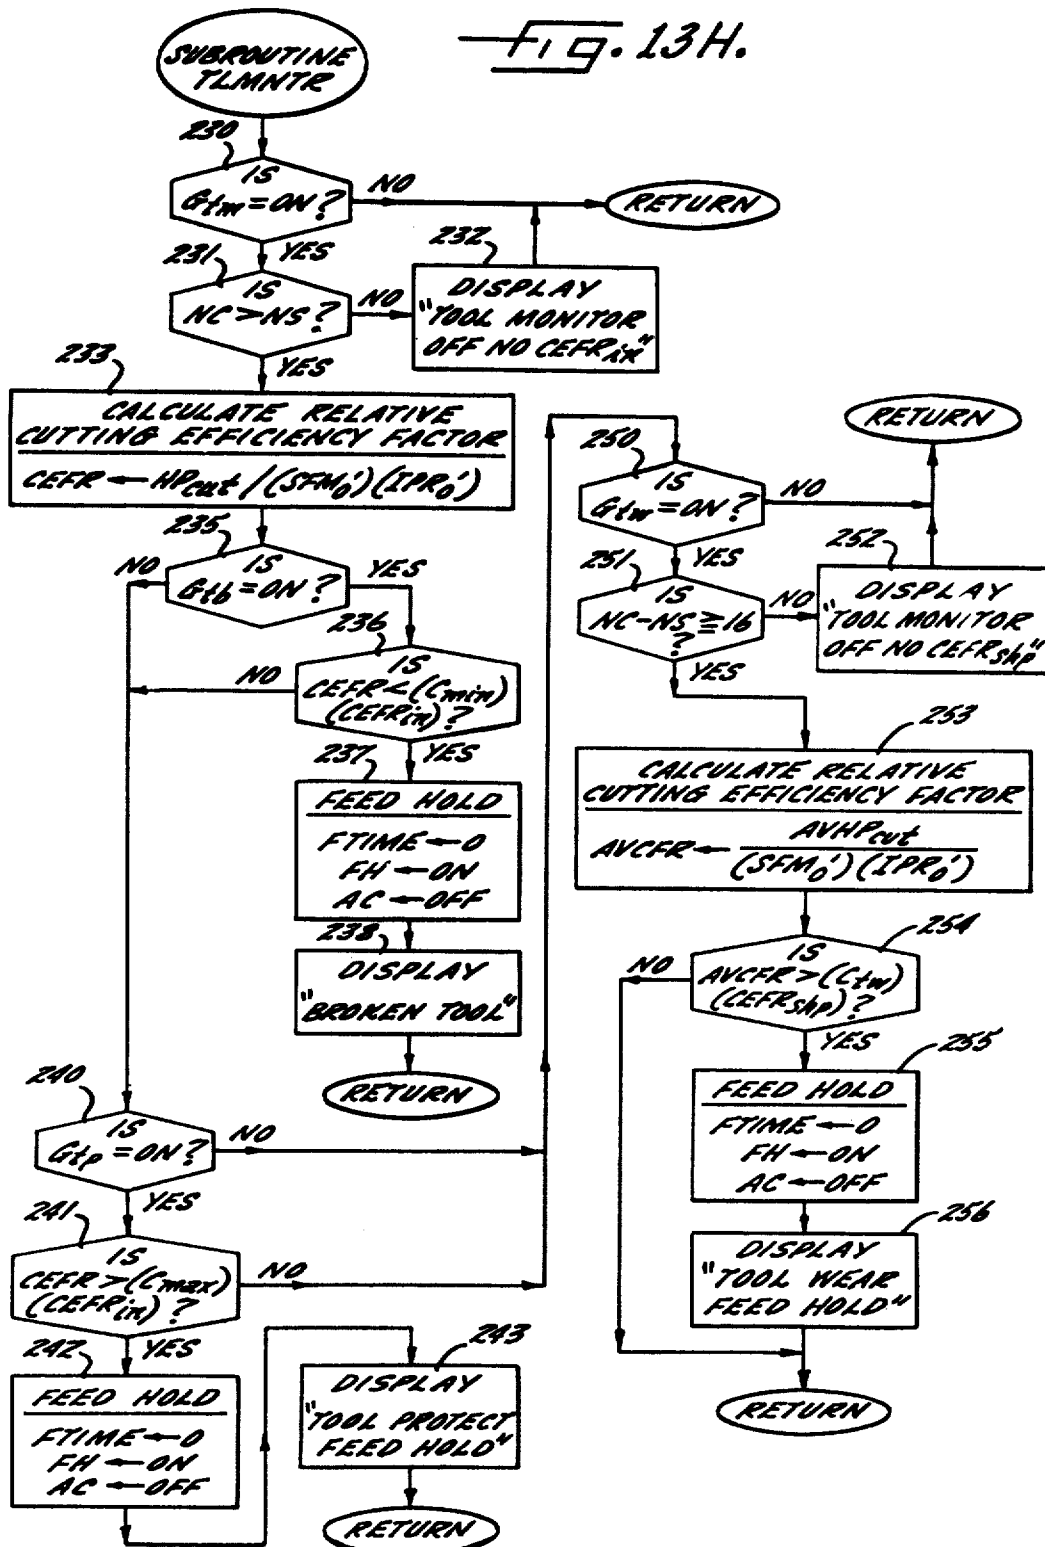 Fig. 13H.
SUBROUTINE
TLMNTR
230
IS
Gtm = ON?
NO
RETURN
YES
231
IS
NC > NS?
NO
232
DISPLAY
"TOOL MONITOR
OFF NO CEFRin"
YES
233
CALCULATE RELATIVE
CUTTING EFFICIENCY FACTOR
CEFR ← HPcut / (SFMo')(IPRo')
235
IS
Gtb = ON?
NO
YES
236
IS
CEFR < (Cmin)
(CEFRin)?
NO
YES
237
FEED HOLD
FTIME ← 0
FH ← ON
AC ← OFF
238
DISPLAY
"BROKEN TOOL"
RETURN
240
IS
Gtp = ON?
NO
YES
241
IS
CEFR > (Cmax)
(CEFRin)?
NO
YES
242
FEED HOLD
FTIME ← 0
FH ← ON
AC ← OFF
243
DISPLAY
"TOOL PROTECT
FEED HOLD"
RETURN
250
IS
Gtw = ON?
NO
RETURN
YES
251
IS
NC-NS ≧ 16
?
NO
252
DISPLAY
"TOOL MONITOR
OFF NO CEFRshp"
YES
253
CALCULATE RELATIVE
CUTTING EFFICIENCY FACTOR
AVCFR ← AVHPcut
(SFMo')(IPRo')
254
IS
AVCFR > (Ctw)
(CEFRshp)?
NO
YES
255
FEED HOLD
FTIME ← 0
FH ← ON
AC ← OFF
256
DISPLAY
"TOOL WEAR
FEED HOLD"
RETURN